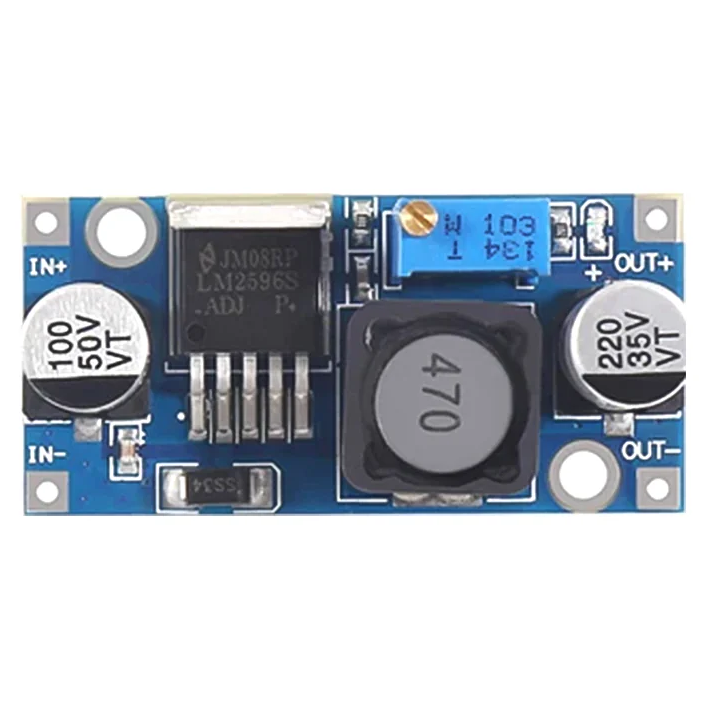 IN+
JM08RP
LM2596S
-ADJ P+
103
134
+ OUT+
100
50V
VT
470
220
35V
VT
IN-
SS34
OUT-